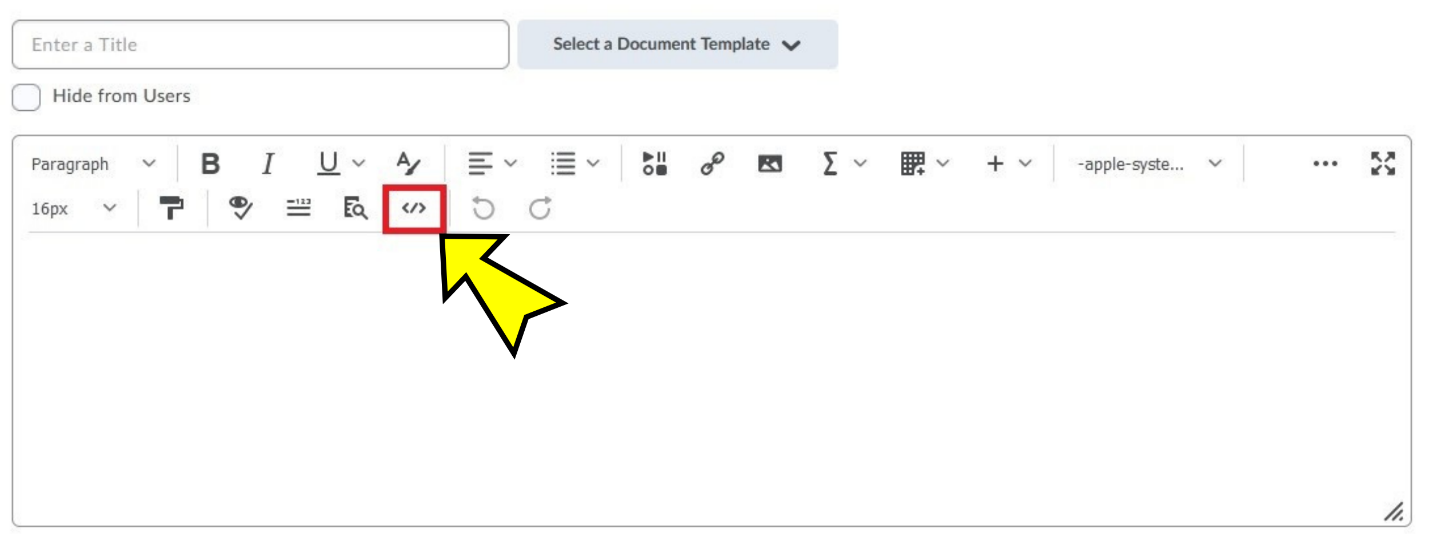 Enter a Title
Select a Document Template
Hide from Users
Paragraph B I U A Σ + -apple-syste... ...
16px </>